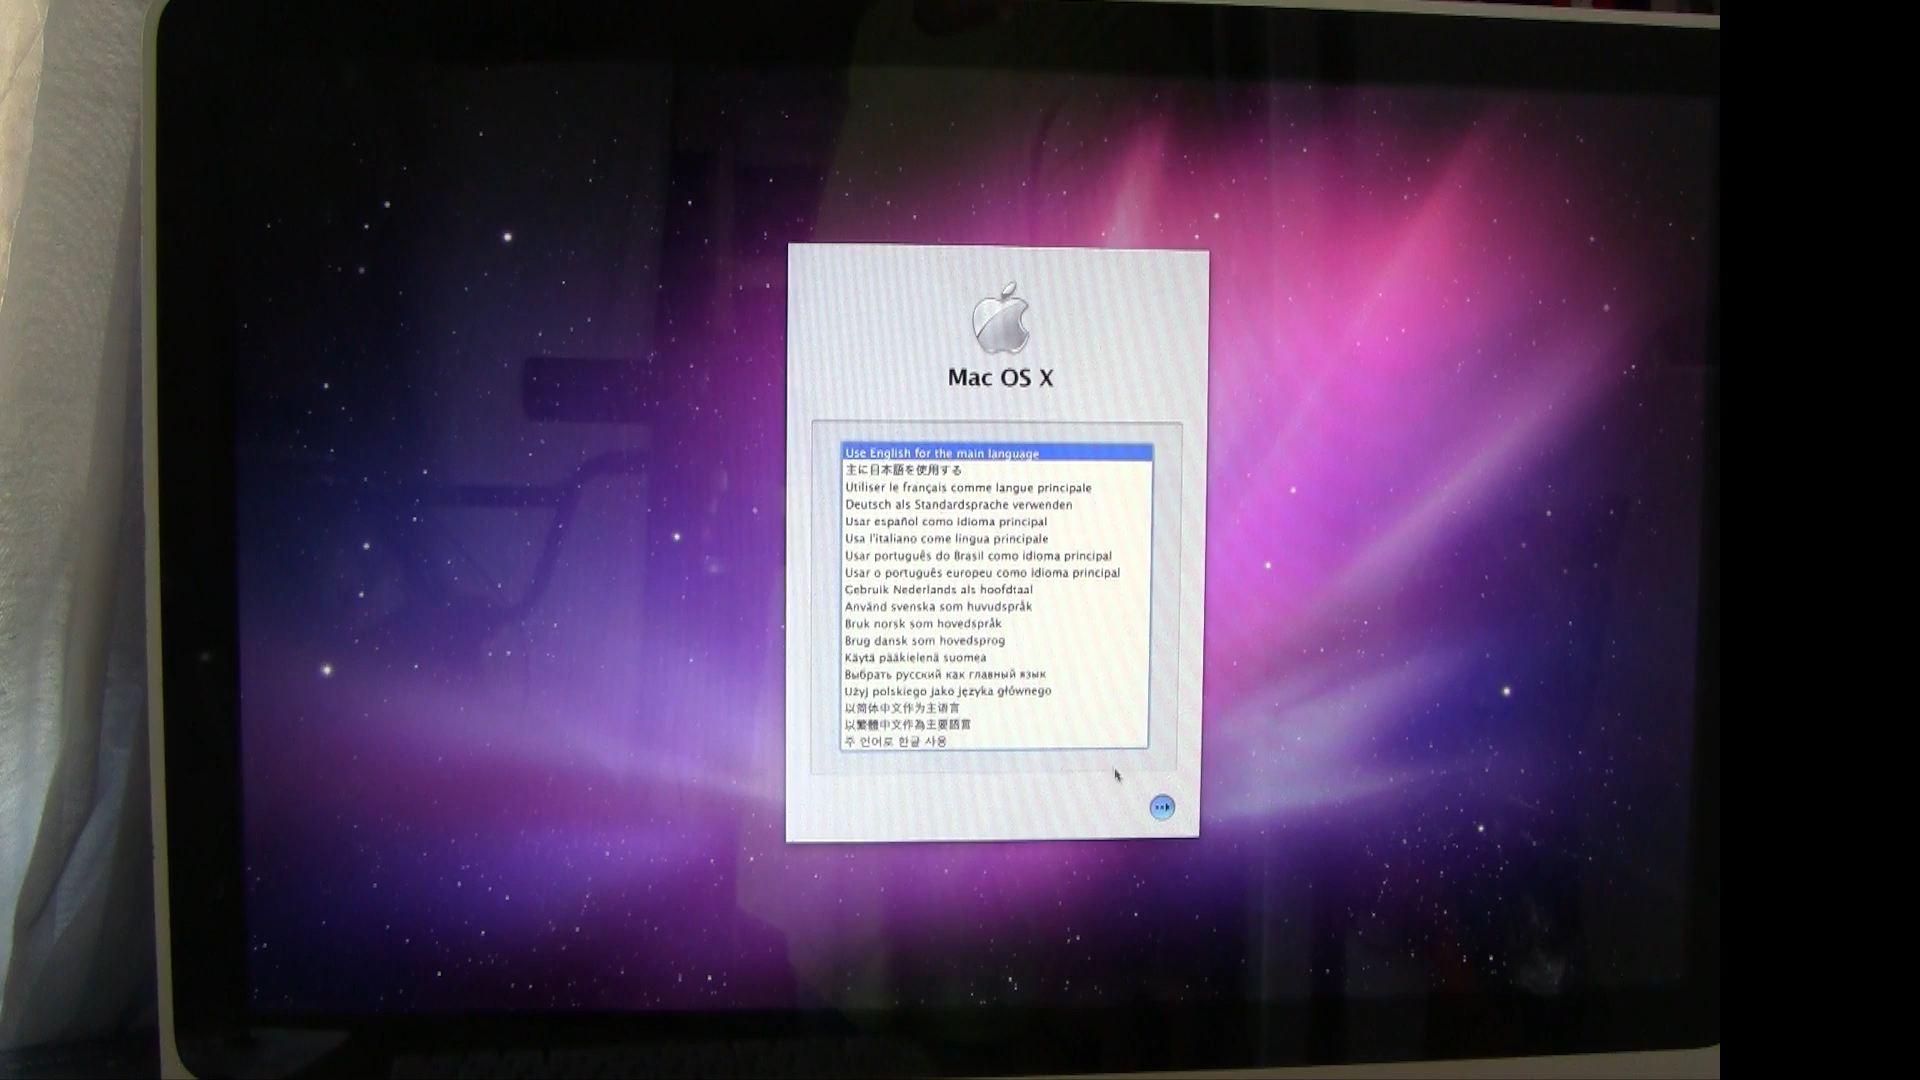 Mac OS X
Use English for the main language
主に日本語を使用する
Utiliser le français comme langue principale
Deutsch als Standardsprache verwenden
Usar español como idioma principal
Usa l'italiano come lingua principale
Usar português do Brasil como idioma principal
Usar o português europeu como idioma principal
Gebruik Nederlands als hoofdtaal
Använd svenska som huvudspråk
Bruk norsk som hovedspråk
Brug dansk som hovedsprog
Käytä pääkielenä suomea
Выбрать русский как главный язык
Użyj polskiego jako języka głównego
以简体中文作为主语言
以繁體中文作為主要語言
주 언어로 한글 사용